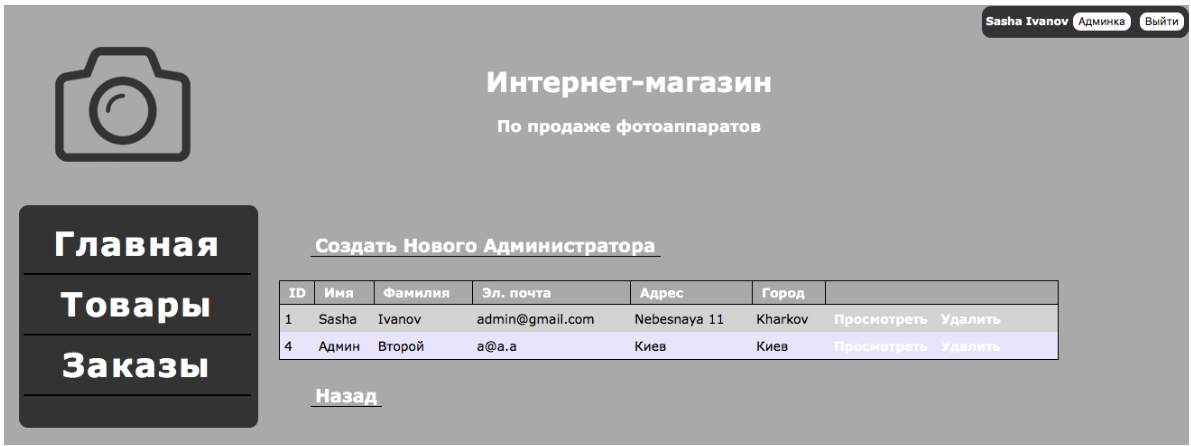 Sasha Ivanov Админка Выйти
Интернет-магазин
По продаже фотоаппаратов
Главная
Товары
Заказы
Создать Нового Администратора
ID Имя Фамилия Эл. почта Адрес Город
1 Sasha Ivanov admin@gmail.com Nebesnaya 11 Kharkov Просмотреть Удалить
4 Админ Второй a@a.a Киев Киев Просмотреть Удалить
Назад